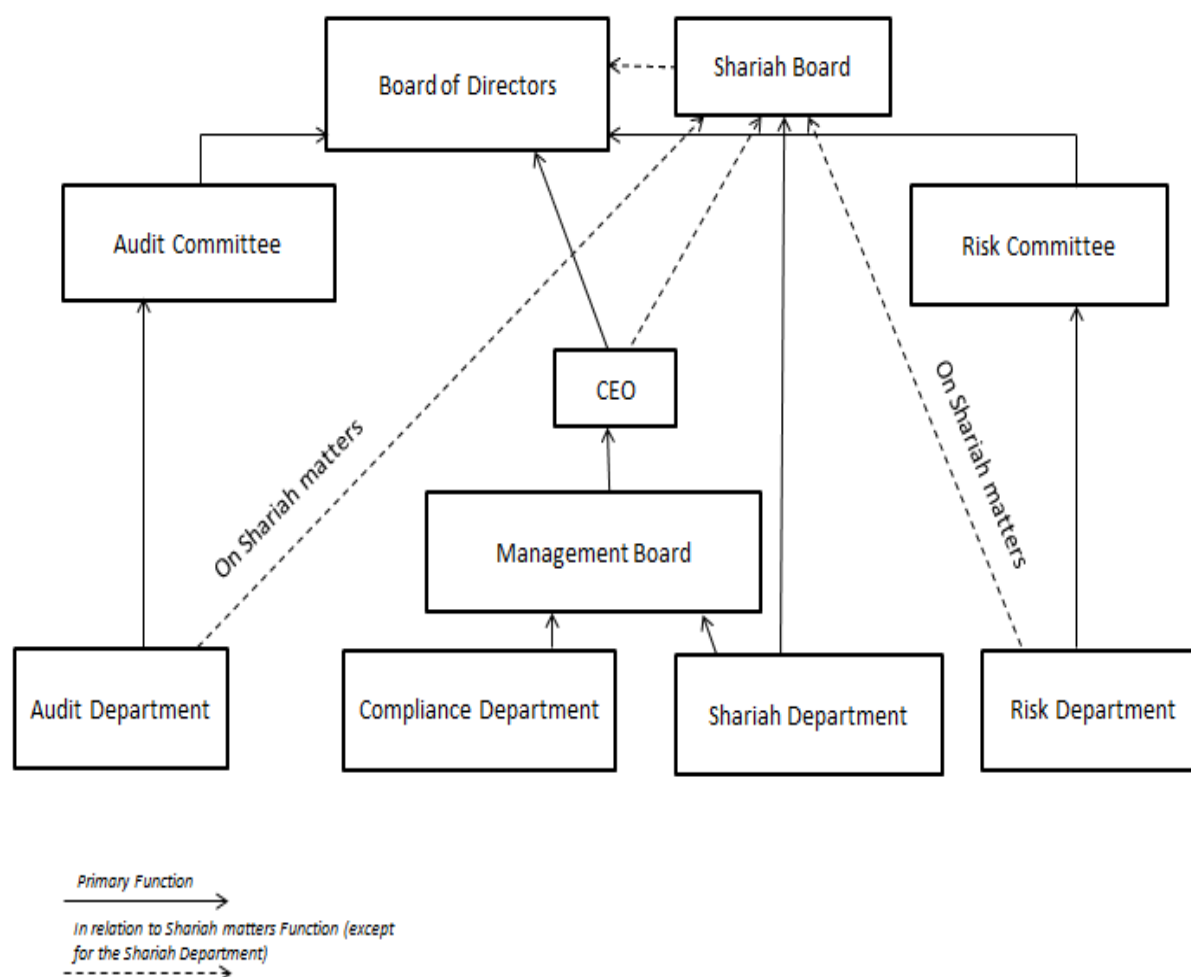 Board of Directors
Shariah Board
Audit Committee
Risk Committee
CEO
On Shariah matters
On Shariah matters
Management Board
Audit Department
Compliance Department
Shariah Department
Risk Department
Primary Function
In relation to Shariah matters Function (except
for the Shariah Department)